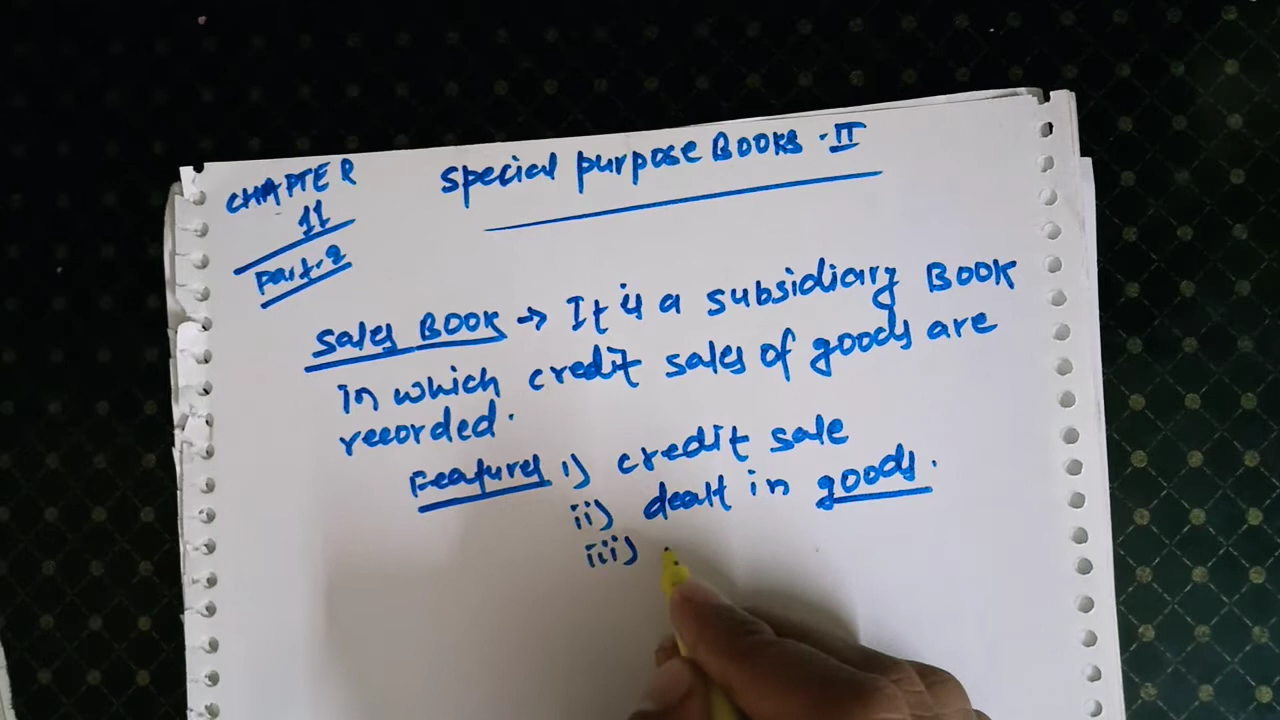 CHAPTER
11
Part-2
Special purpose BOOKS - II
Sales BOOK → It is a subsidiary BOOK
in which credit sales of goods are
recorded.
Features i) credit sale
ii) dealt in goods.
iii)